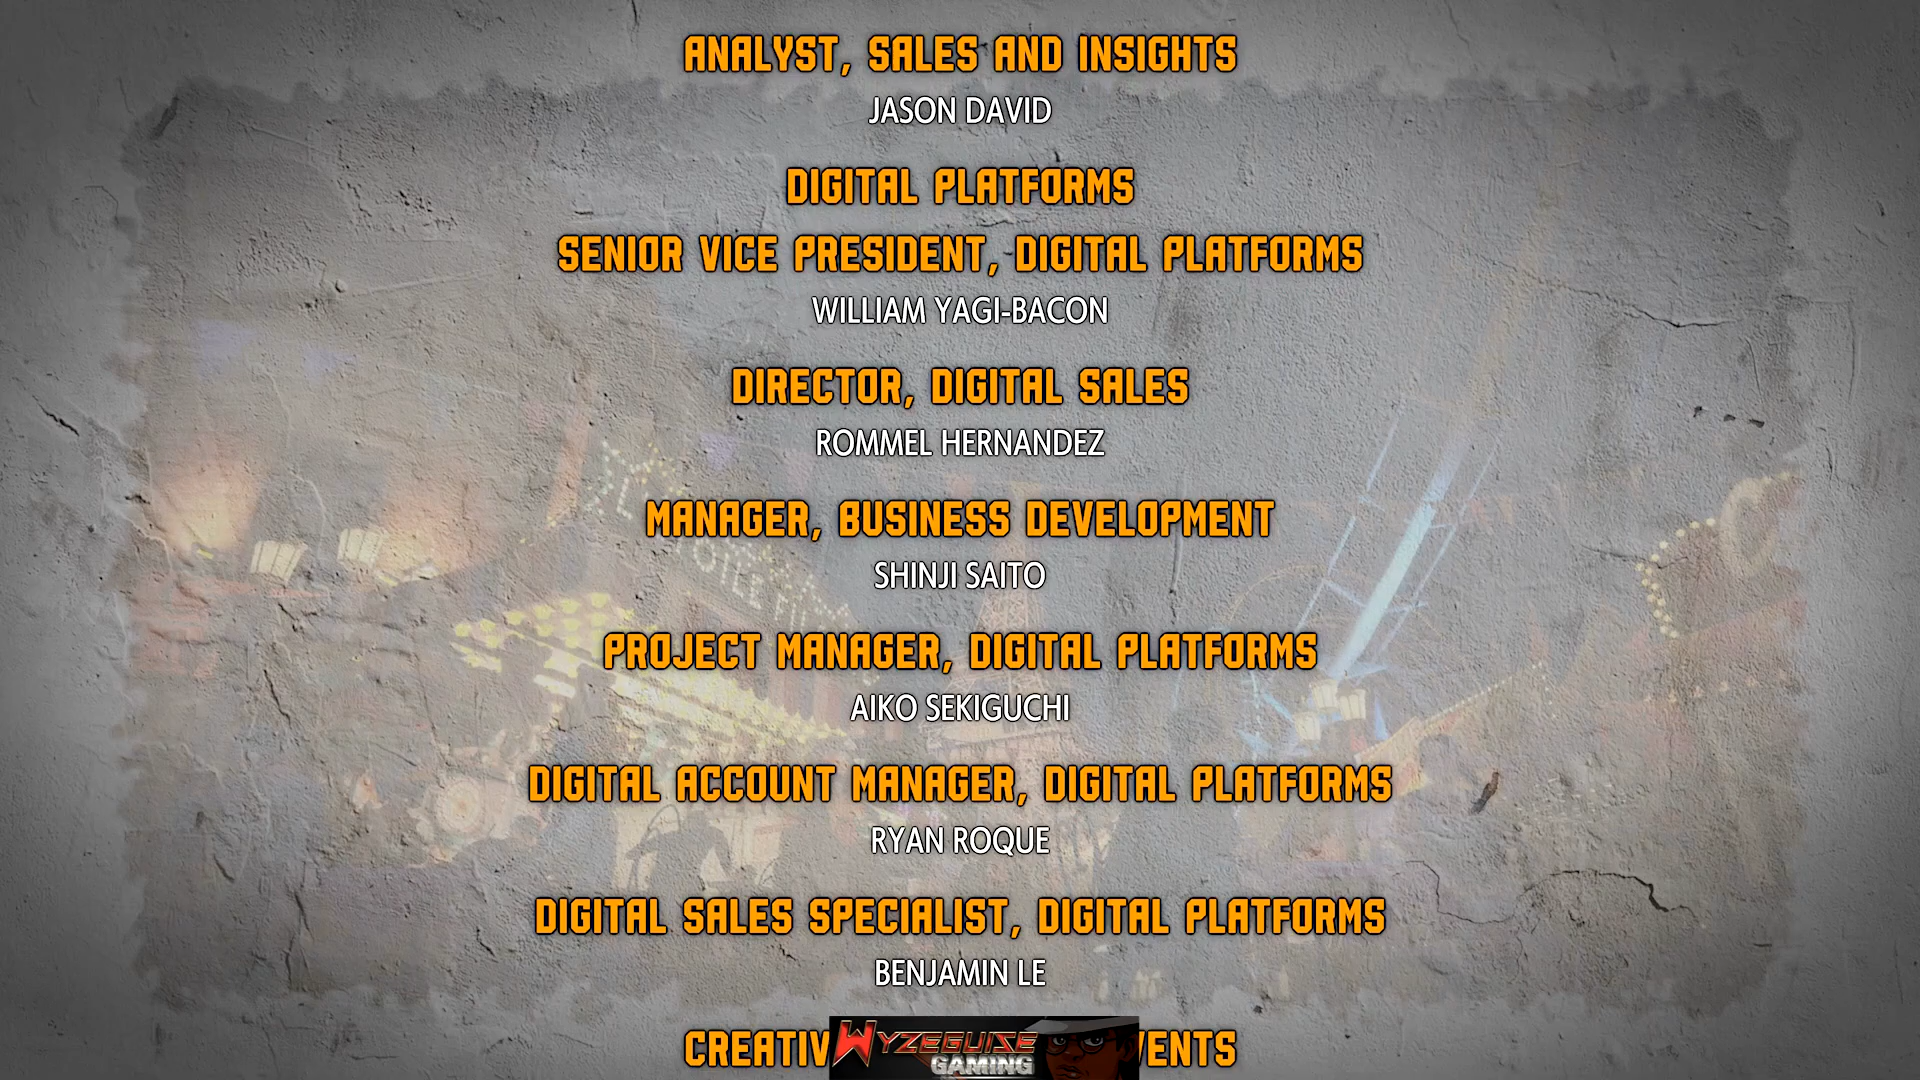 ANALYST, SALES AND INSIGHTS
JASON DAVID
DIGITAL PLATFORMS
SENIOR VICE PRESIDENT, DIGITAL PLATFORMS
WILLIAM YAGI-BACON
DIRECTOR, DIGITAL SALES
ROMMEL HERNANDEZ
MANAGER, BUSINESS DEVELOPMENT
SHINJI SAITO
PROJECT MANAGER, DIGITAL PLATFORMS
AIKO SEKIGUCHI
DIGITAL ACCOUNT MANAGER, DIGITAL PLATFORMS
RYAN ROQUE
DIGITAL SALES SPECIALIST, DIGITAL PLATFORMS
BENJAMIN LE
WYZEGUISE
GAMING